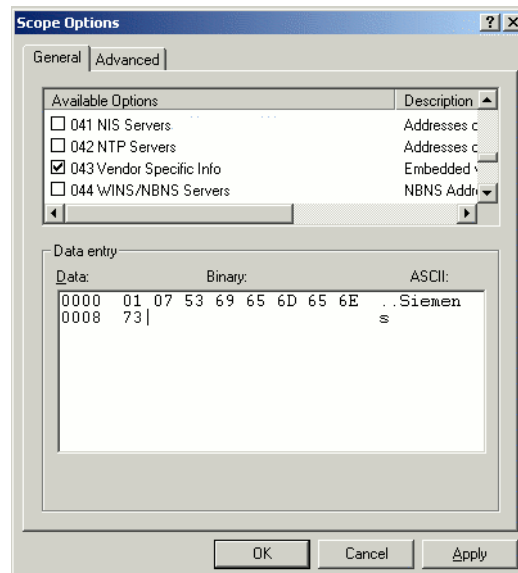 Scope Options
General Advanced
Available Options Description
041 NIS Servers Addresses c
042 NTP Servers Addresses c
043 Vendor Specific Info Embedded
044 WINS/NBNS Servers NBNS Addr
Data entry
Data: Binary: ASCII:
0000 01 07 53 69 65 6D 65 6E ..Siemen
0008 73 s
OK Cancel Apply